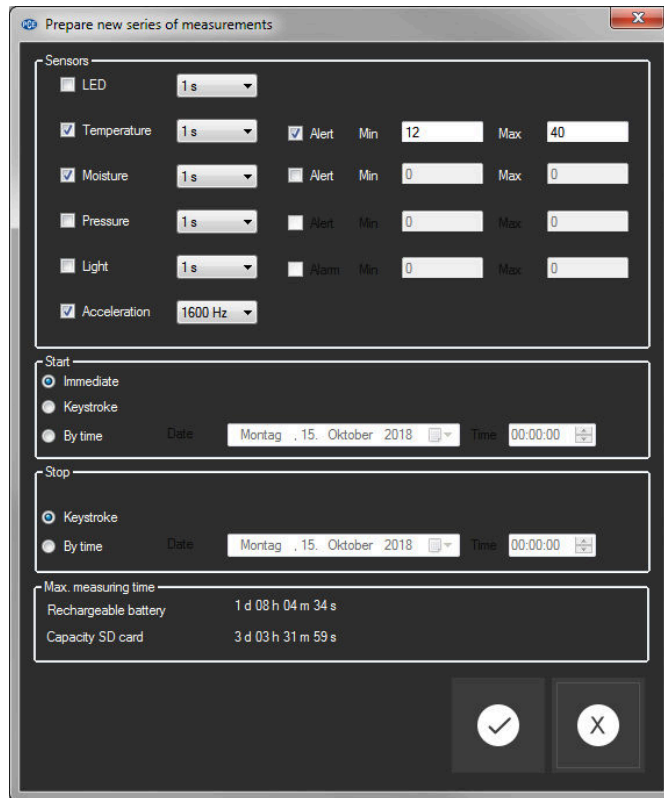 PCE Prepare new series of measurements
Sensors
LED 1 s
Temperature 1 s Alert Min 12 Max 40
Moisture 1 s Alert Min 0 Max 0
Pressure 1 s Alert Min 0 Max 0
Light 1 s Alarm Min 0 Max 0
Acceleration 1600 Hz
Start
Immediate
Keystroke
By time Date Montag , 15. Oktober 2018 Time 00:00:00
Stop
Keystroke
By time Date Montag , 15. Oktober 2018 Time 00:00:00
Max. measuring time
Rechargeable battery 1 d 08 h 04 m 34 s
Capacity SD card 3 d 03 h 31 m 59 s
X